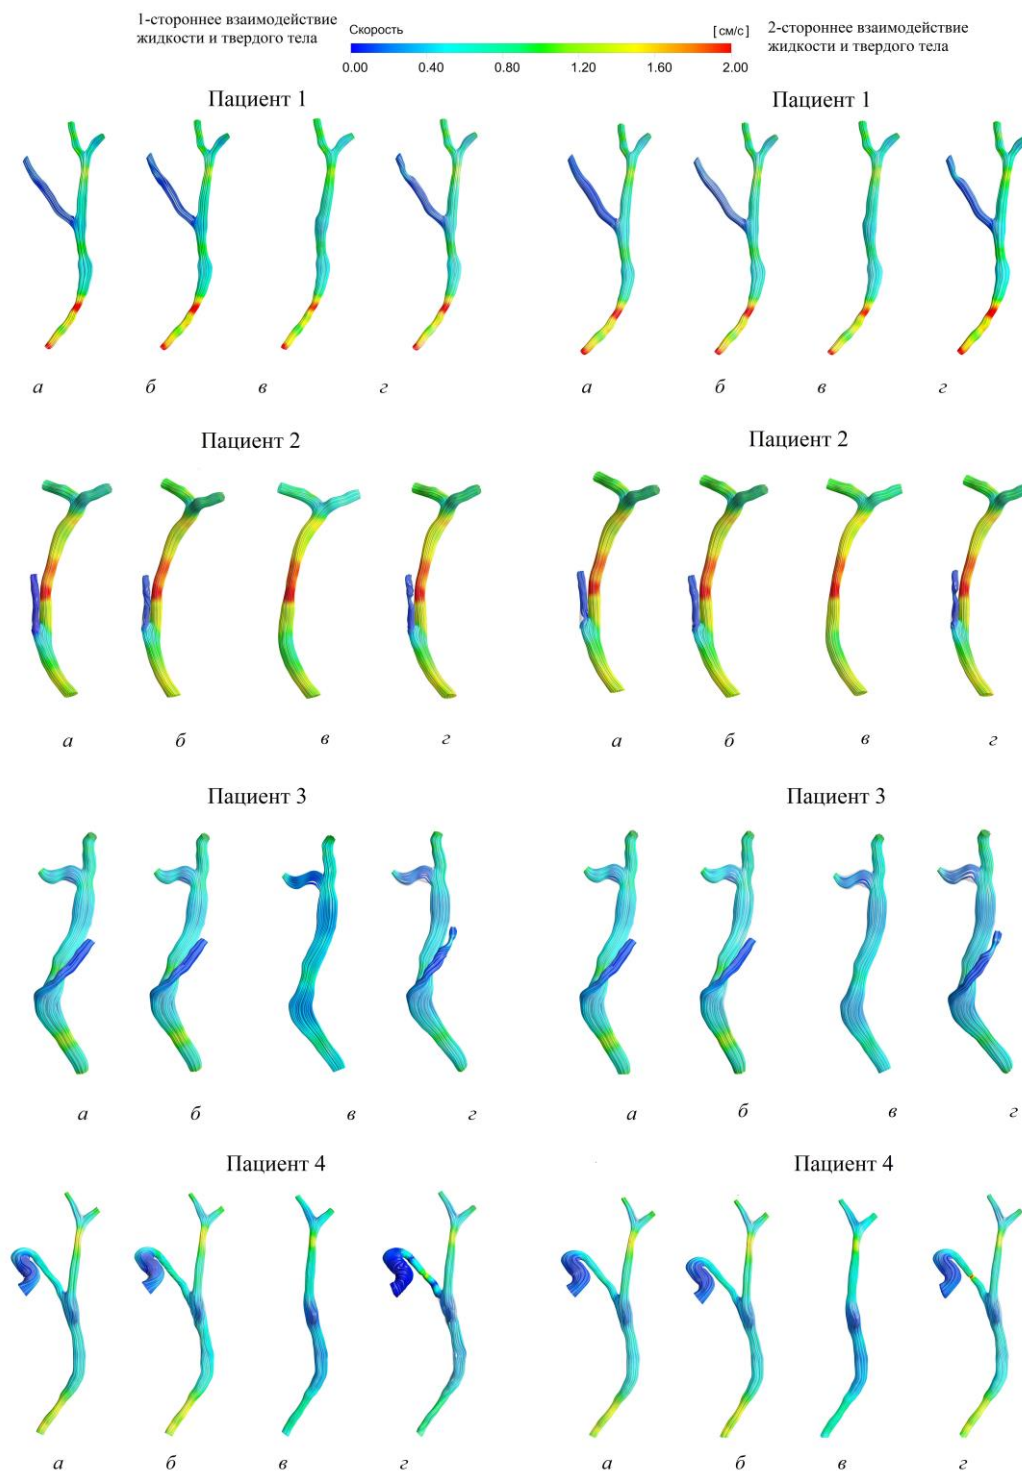 1-стороннее взаимодействие
жидкости и твердого тела
Скорость
[ см/с ]
0.00 0.40 0.80 1.20 1.60 2.00
2-стороннее взаимодействие
жидкости и твердого тела
Пациент 1 Пациент 1
а б в г а б в г
Пациент 2 Пациент 2
а б в г а б в г
Пациент 3 Пациент 3
а б в г а б в г
Пациент 4 Пациент 4
а б в г а б в г